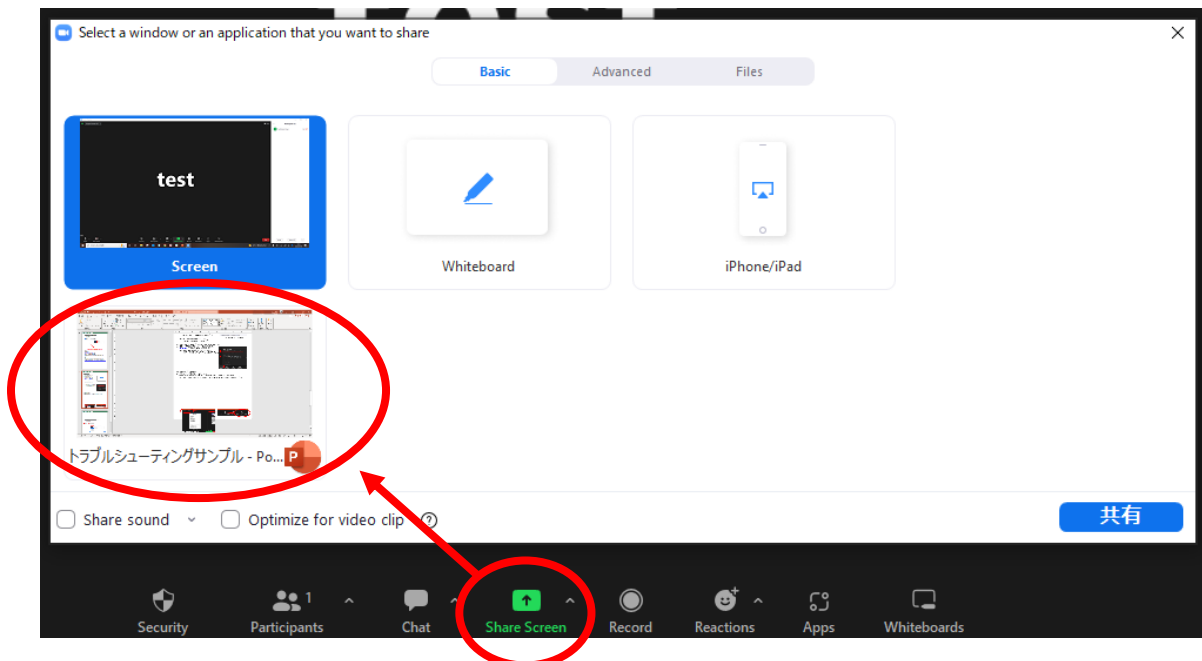 Select a window or an application that you want to share
Basic
Advanced
Files
test
Screen
Whiteboard
iPhone/iPad
トラブルシューティングサンプル - Po...
P
Share sound
Optimize for video clip
?
共有
1
Security
Participants
Chat
Share Screen
Record
Reactions
Apps
Whiteboards